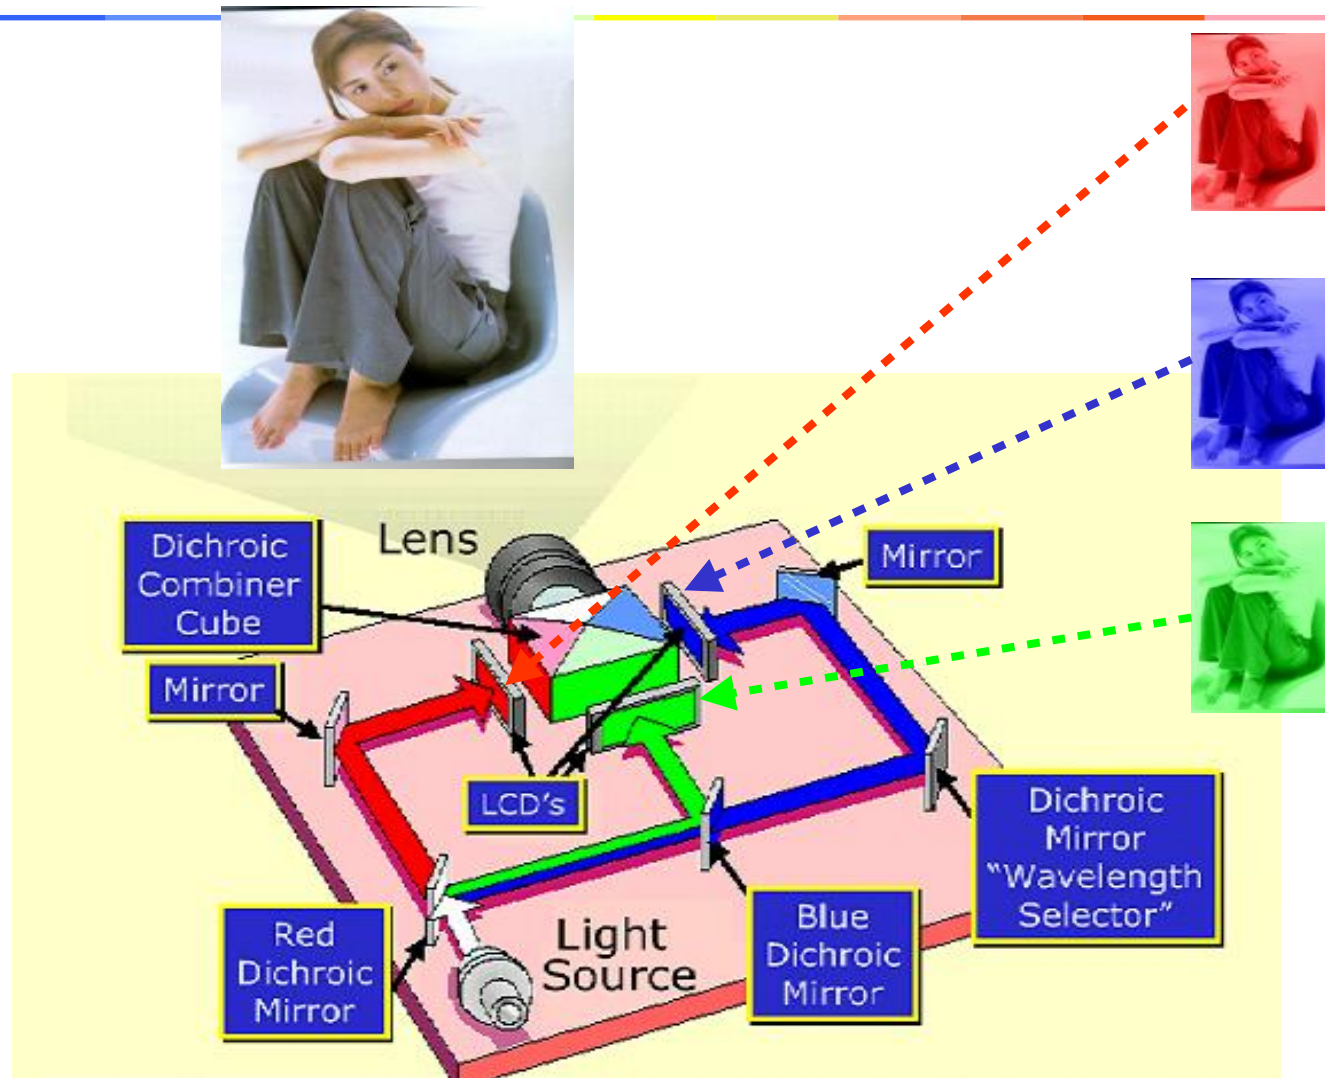 Lens
Dichroic
Combiner
Cube
Mirror
Mirror
LCD's
Dichroic
Mirror
“Wavelength
Selector”
Red
Dichroic
Mirror
Light
Source
Blue
Dichroic
Mirror